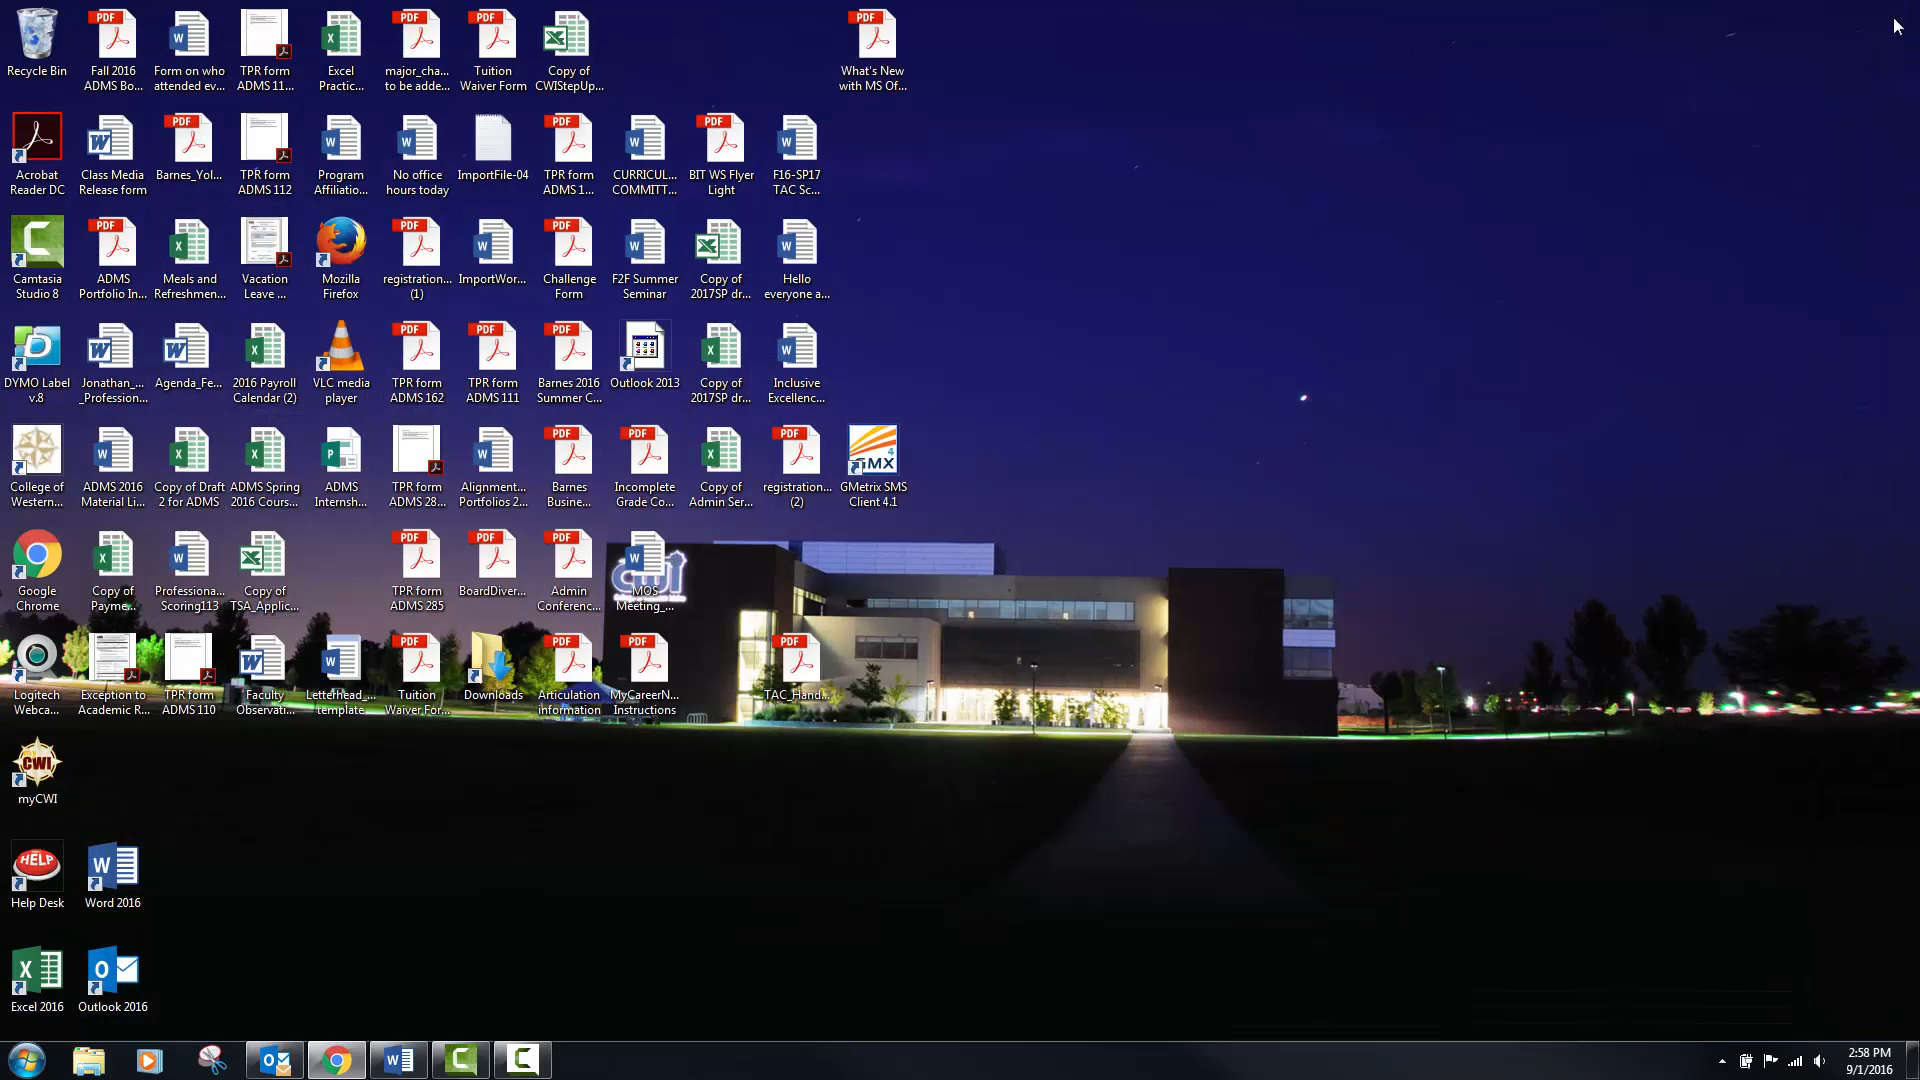 Recycle Bin
Fall 2016
ADMS Bo...
Form on who
attended ev...
TPR form
ADMS 11...
Excel
Practic...
major_cha...
to be adde...
Tuition
Waiver Form
Copy of
CWIStepUp...
What's New
with MS Of...
Acrobat
Reader DC
Class Media
Release form
Barnes_Yol...
TPR form
ADMS 112
Program
Affiliatio...
No office
hours today
ImportFile-04
TPR form
ADMS 1...
CURRICUL...
COMMITT...
BIT WS Flyer
Light
F16-SP17
TAC Sc...
Camtasia
Studio 8
ADMS
Portfolio In...
Meals and
Refreshmen...
Vacation
Leave ...
Mozilla
Firefox
registration...
(1)
ImportWor...
Challenge
Form
F2F Summer
Seminar
Copy of
2017SP dr...
Hello
everyone a...
DYMO Label
v.8
Jonathan_...
_Profession...
Agenda_Fe...
2016 Payroll
Calendar (2)
VLC media
player
TPR form
ADMS 162
TPR form
ADMS 111
Barnes 2016
Summer C...
Outlook 2013
Copy of
2017SP dr...
Inclusive
Excellenc...
College of
Western...
ADMS 2016
Material Li...
Copy of Draft
2 for ADMS
ADMS Spring
2016 Cours...
ADMS
Internsh...
TPR form
ADMS 28...
Alignment...
Portfolios 2...
Barnes
Busine...
Incomplete
Grade Co...
Copy of
Admin Ser...
registration...
(2)
GMetrix SMS
Client 4.1
Google
Chrome
Copy of
Payme...
Professiona...
Scoring113
Copy of
TSA_Applic...
TPR form
ADMS 285
BoardDiver...
Admin
Conferenc...
MOS
Meeting_...
Logitech
Webca...
Exception to
Academic R...
TPR form
ADMS 110
Faculty
Observati...
Letterhead_...
template
Tuition
Waiver For...
Downloads
Articulation
information
MyCareerN...
Instructions
TAC_Hand...
myCWI
HELP
Help Desk
Word 2016
Excel 2016
Outlook 2016
2:58 PM
9/1/2016